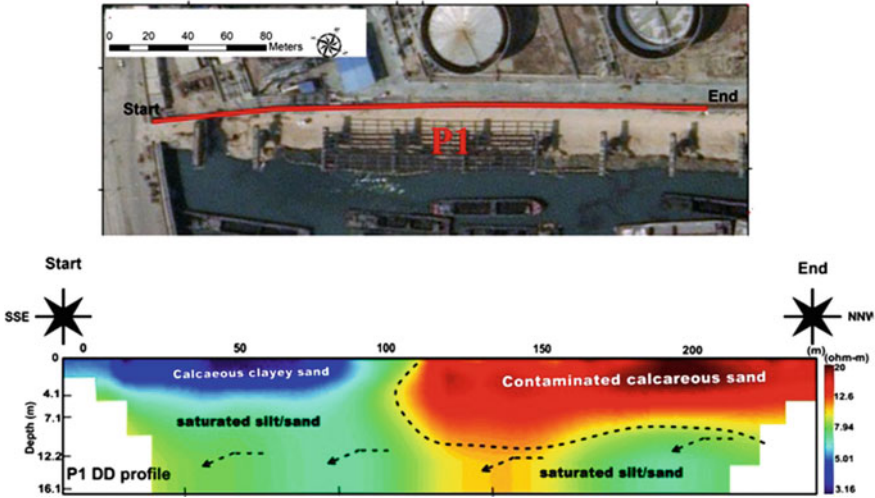 0 10 20 40 60 80
Meters
Start
End
P1
Start
End
SSE
NNW
0 50 100 150 200 (m)
(ohm-m)
Depth (m)
0
4.1
7.1
12.2
16.1
Calcaeous clayey sand
Contaminated calcareous sand
saturated silt/sand
saturated silt/sand
P1 DD profile
20
12.6
7.94
5.01
3.16